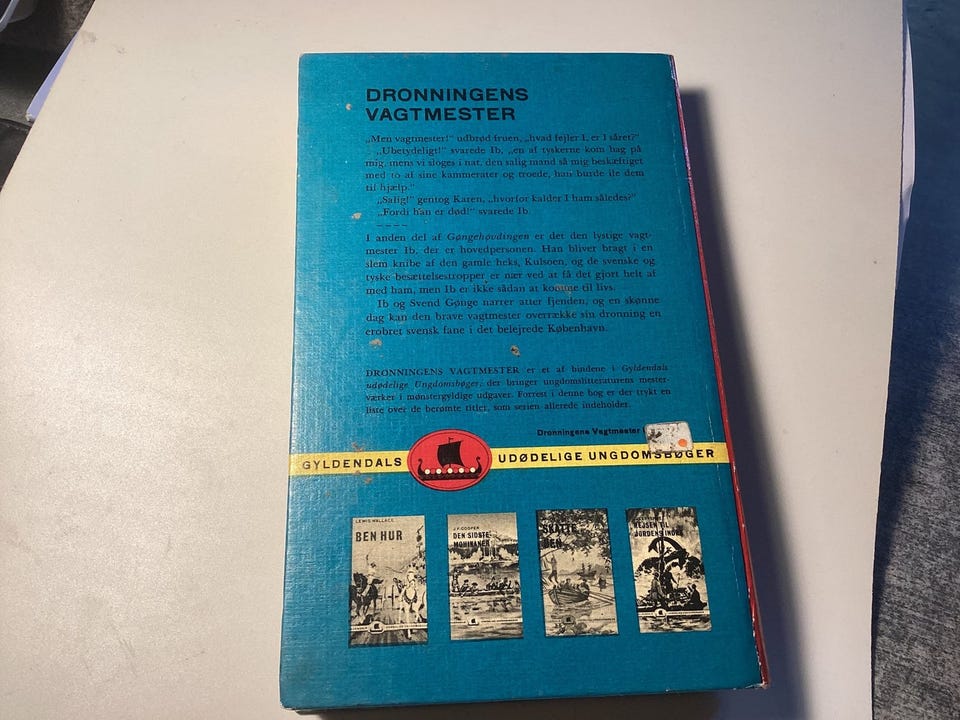 DRONNINGENS
VAGTMESTER
„Men vagtmester!" udbrød fruen, „hvad fejler I, er I såret?"
„Ubetydeligt!" svarede Ib, „en af tyskerne kom bag på
mig, mens vi sloges i nat, den salig mand så mig beskæftiget
med to af sine kammerater og troede, han burde ile dem
til hjælp."
„Salig!" gentog Karen, „hvorfor kalder I ham således?"
„Fordi han er død!" svarede Ib.
– – – –
I anden del af Gøngehøvdingen er det den lystige vagt-
mester Ib, der er hovedpersonen. Han bliver bragt i en
slem knibe af den gamle heks, Kulsoen, og de svenske og
tyske besættelsestropper er nær ved at få det gjort helt af
med ham, men Ib er ikke sådan at komme til livs.
Ib og Svend Gønge narrer atter fjenden, og en skønne
dag kan den brave vagtmester overrække sin dronning en
erobret svensk fane i det belejrede København.
DRONNINGENS VAGTMESTER er et af bindene i Gyldendals
udødelige Ungdomsbøger, der bringer ungdomslitteraturens mester-
værker i mønstergyldige udgaver. Forrest i denne bog er der trykt en
liste over de berømte titler, som serien allerede indeholder.
Dronningens Vagtmester
GYLDENDALS UDØDELIGE UNGDOMSBØGER
LEWIS WALLACE
BEN HUR
J.F. COOPER
DEN SIDSTE
MOHIKANER
SKATTE
ØEN
REJSEN TIL
JORDENS INDRE